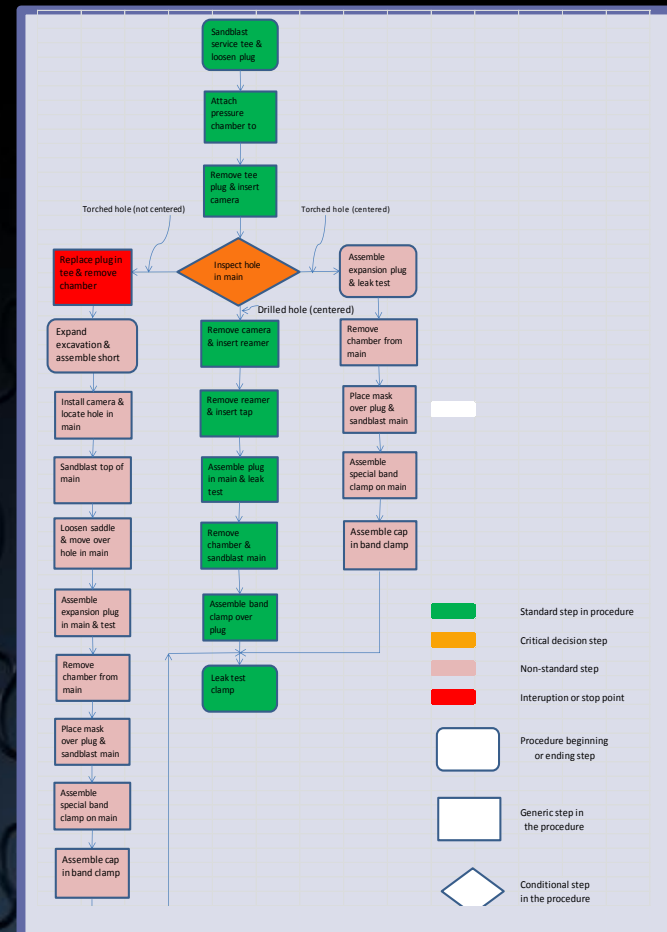 Sandblast
service tee &
loosen plug
Attach
pressure
chamber to
Remove tee
plug & insert
camera
Torched hole (not centered)
Torched hole (centered)
Replace plug in
tee & remove
chamber
Inspect hole
in main
Assemble
expansion plug
& leak test
Drilled hole (centered)
Expand
excavation &
assemble short
Remove camera
& insert reamer
Remove
chamber from
main
Install camera &
locate hole in
main
Remove reamer
& insert tap
Place mask
over plug &
sandblast main
Sandblast top of
main
Assemble plug
in main & leak
test
Assemble
special band
clamp on main
Loosen saddle
& move over
hole in main
Remove
chamber &
sandblast main
Assemble cap
in band clamp
Assemble
expansion plug
in main & test
Assemble band
clamp over
plug
Remove
chamber from
main
Leak test
clamp
Place mask
over plug &
sandblast main
Assemble
special band
clamp on main
Assemble cap
in band clamp
Standard step in procedure
Critical decision step
Non-standard step
Interuption or stop point
Procedure beginning
or ending step
Generic step in
the procedure
Conditional step
in the procedure